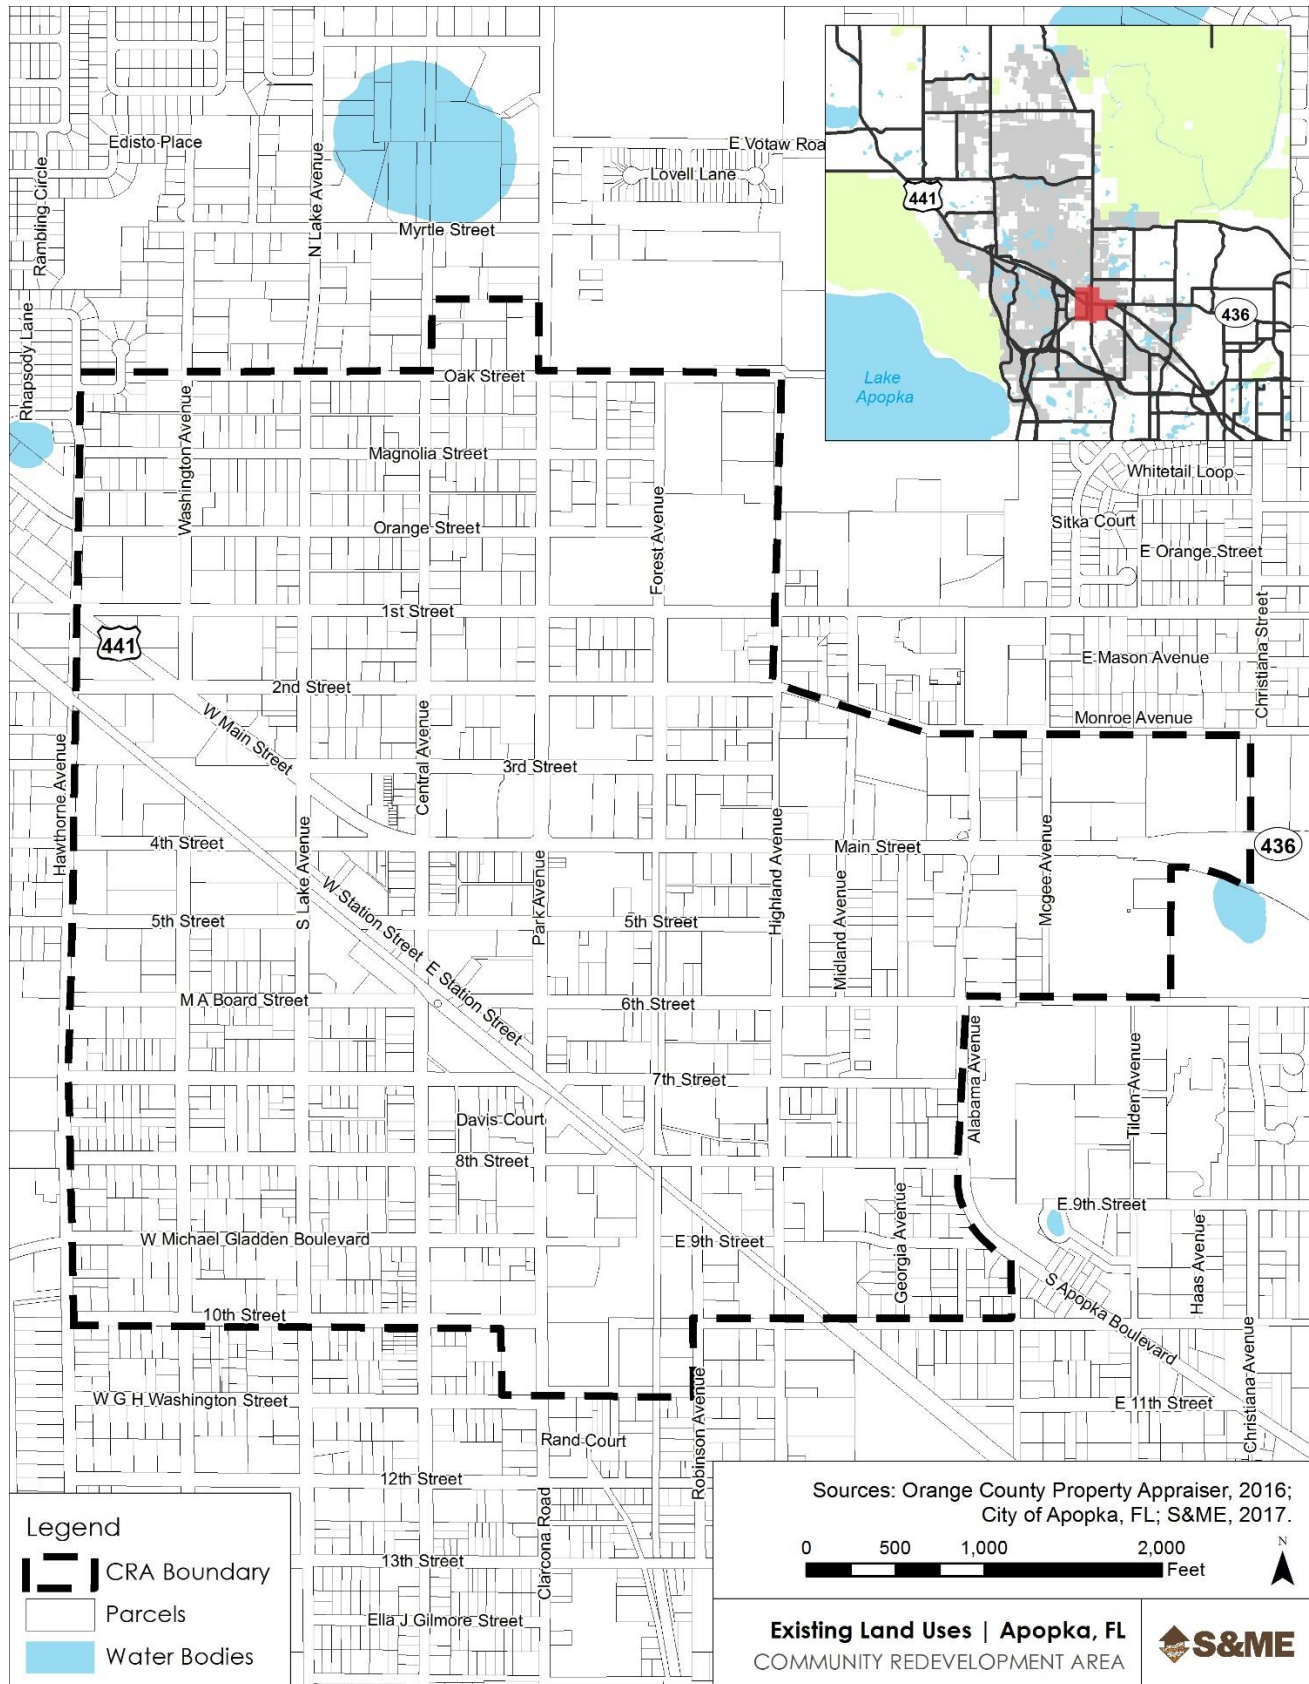 Edisto Place
E Votaw Roa
Lovell Lane
Rambling Circle
N Lake Avenue
Myrtle Street
441
436
Lake
Apopka
Rhapsody Lane
Oak Street
Washington Avenue
Magnolia Street
Whitetail Loop
Orange Street
Forest Avenue
Sitka Court
E Orange Street
1st Street
441
Christiana Street
E Mason Avenue
2nd Street
W Main Street
Central Avenue
Monroe Avenue
3rd Street
Hawthorne Avenue
4th Street
S Lake Avenue
Park Avenue
Highland Avenue
Main Street
Midland Avenue
Mcgee Avenue
436
W Station Street
5th Street
5th Street
E Station Street
M A Board Street
6th Street
Alabama Avenue
Tilden Avenue
7th Street
Davis Court
8th Street
Georgia Avenue
E 9th Street
W Michael Gladden Boulevard
E 9th Street
Haas Avenue
S Apopka Boulevard
10th Street
Christiana Avenue
W G H Washington Street
E 11th Street
Robinson Avenue
Rand Court
12th Street
Clarcona Road
13th Street
Ella J Gilmore Street
Legend
CRA Boundary
Parcels
Water Bodies
Sources: Orange County Property Appraiser, 2016;
City of Apopka, FL; S&ME, 2017.
0 500 1,000 2,000
Feet
N
Existing Land Uses | Apopka, FL
COMMUNITY REDEVELOPMENT AREA
S&ME